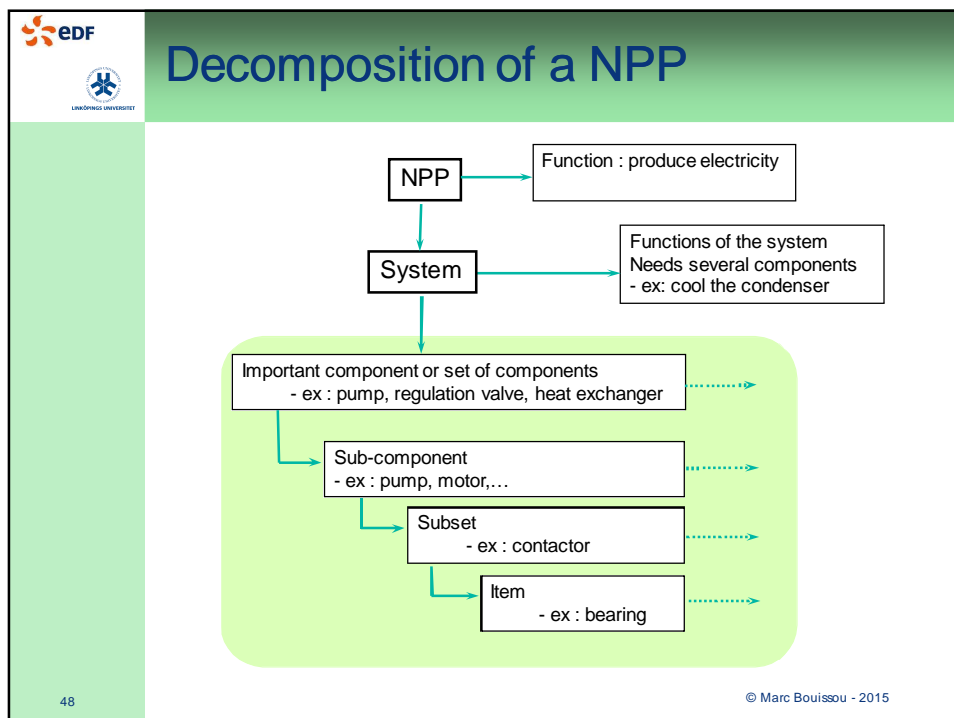 edf
LINKÖPINGS UNIVERSITET
Decomposition of a NPP
NPP
Function : produce electricity
System
Functions of the system
Needs several components
- ex: cool the condenser
Important component or set of components
- ex : pump, regulation valve, heat exchanger
Sub-component
- ex : pump, motor,…
Subset
- ex : contactor
Item
- ex : bearing
48
© Marc Bouissou - 2015